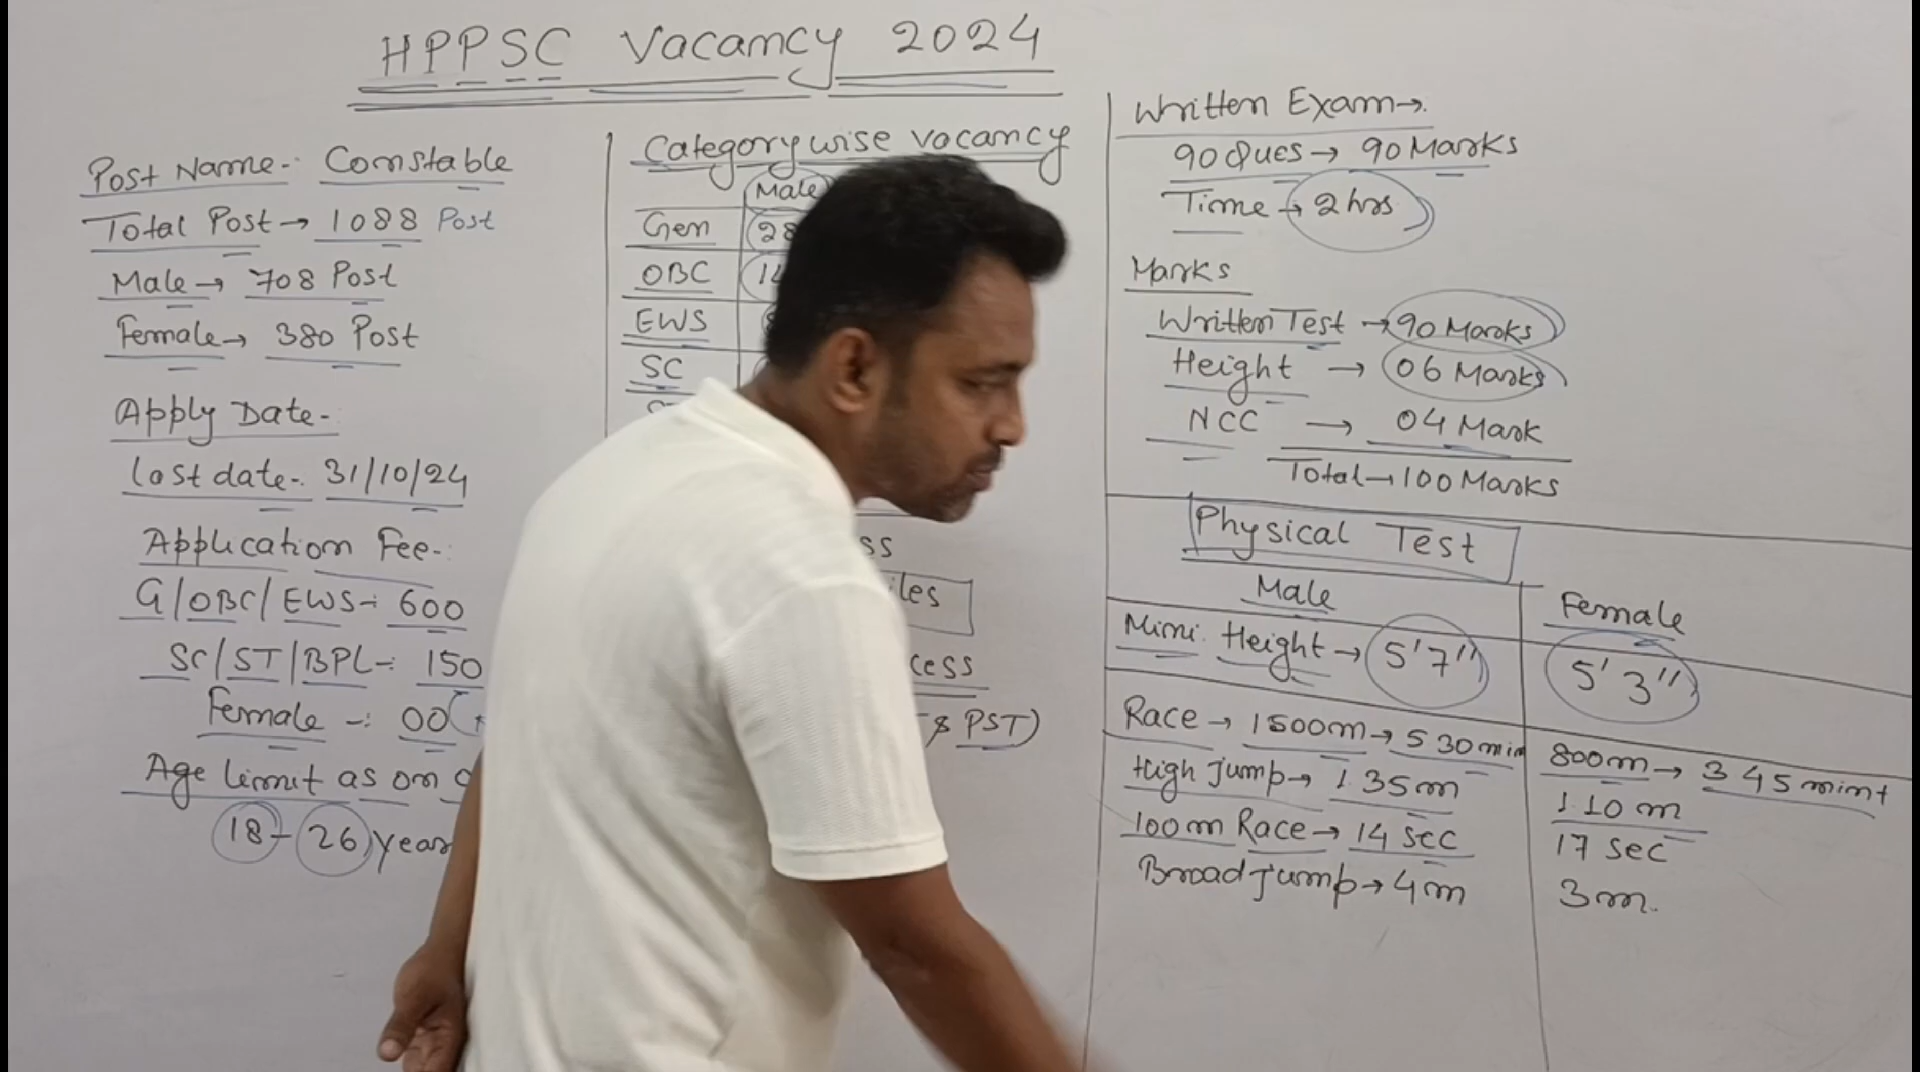 HPPSC Vacancy 2024
Post Name-: Constable
Total Post → 1088 Post
Male → 708 Post
Female → 380 Post
Apply Date-:
last date-: 31/10/24
Application Fee-:
G/OBC/EWS-: 600
SC/ST/BPL-: 150
Female -: 00
Age limit as on
18-26 year
Category wise vacancy
Male
Gen
OBC
EWS
SC
& PST)
Written Exam →
90 Ques → 90 Marks
Time → 2 hrs
Marks
Written Test → 90 Marks
Height → 06 Marks
NCC → 04 Mark
Total → 100 Marks
Physical Test
Male Female
Mini. Height → 5'7" 5'3"
Race → 1500m → 5 30 min 800m → 3 45 mint
High Jump → 1.35m 1.10 m
100m Race → 14 sec 17 sec
Broad Jump → 4m 3m.